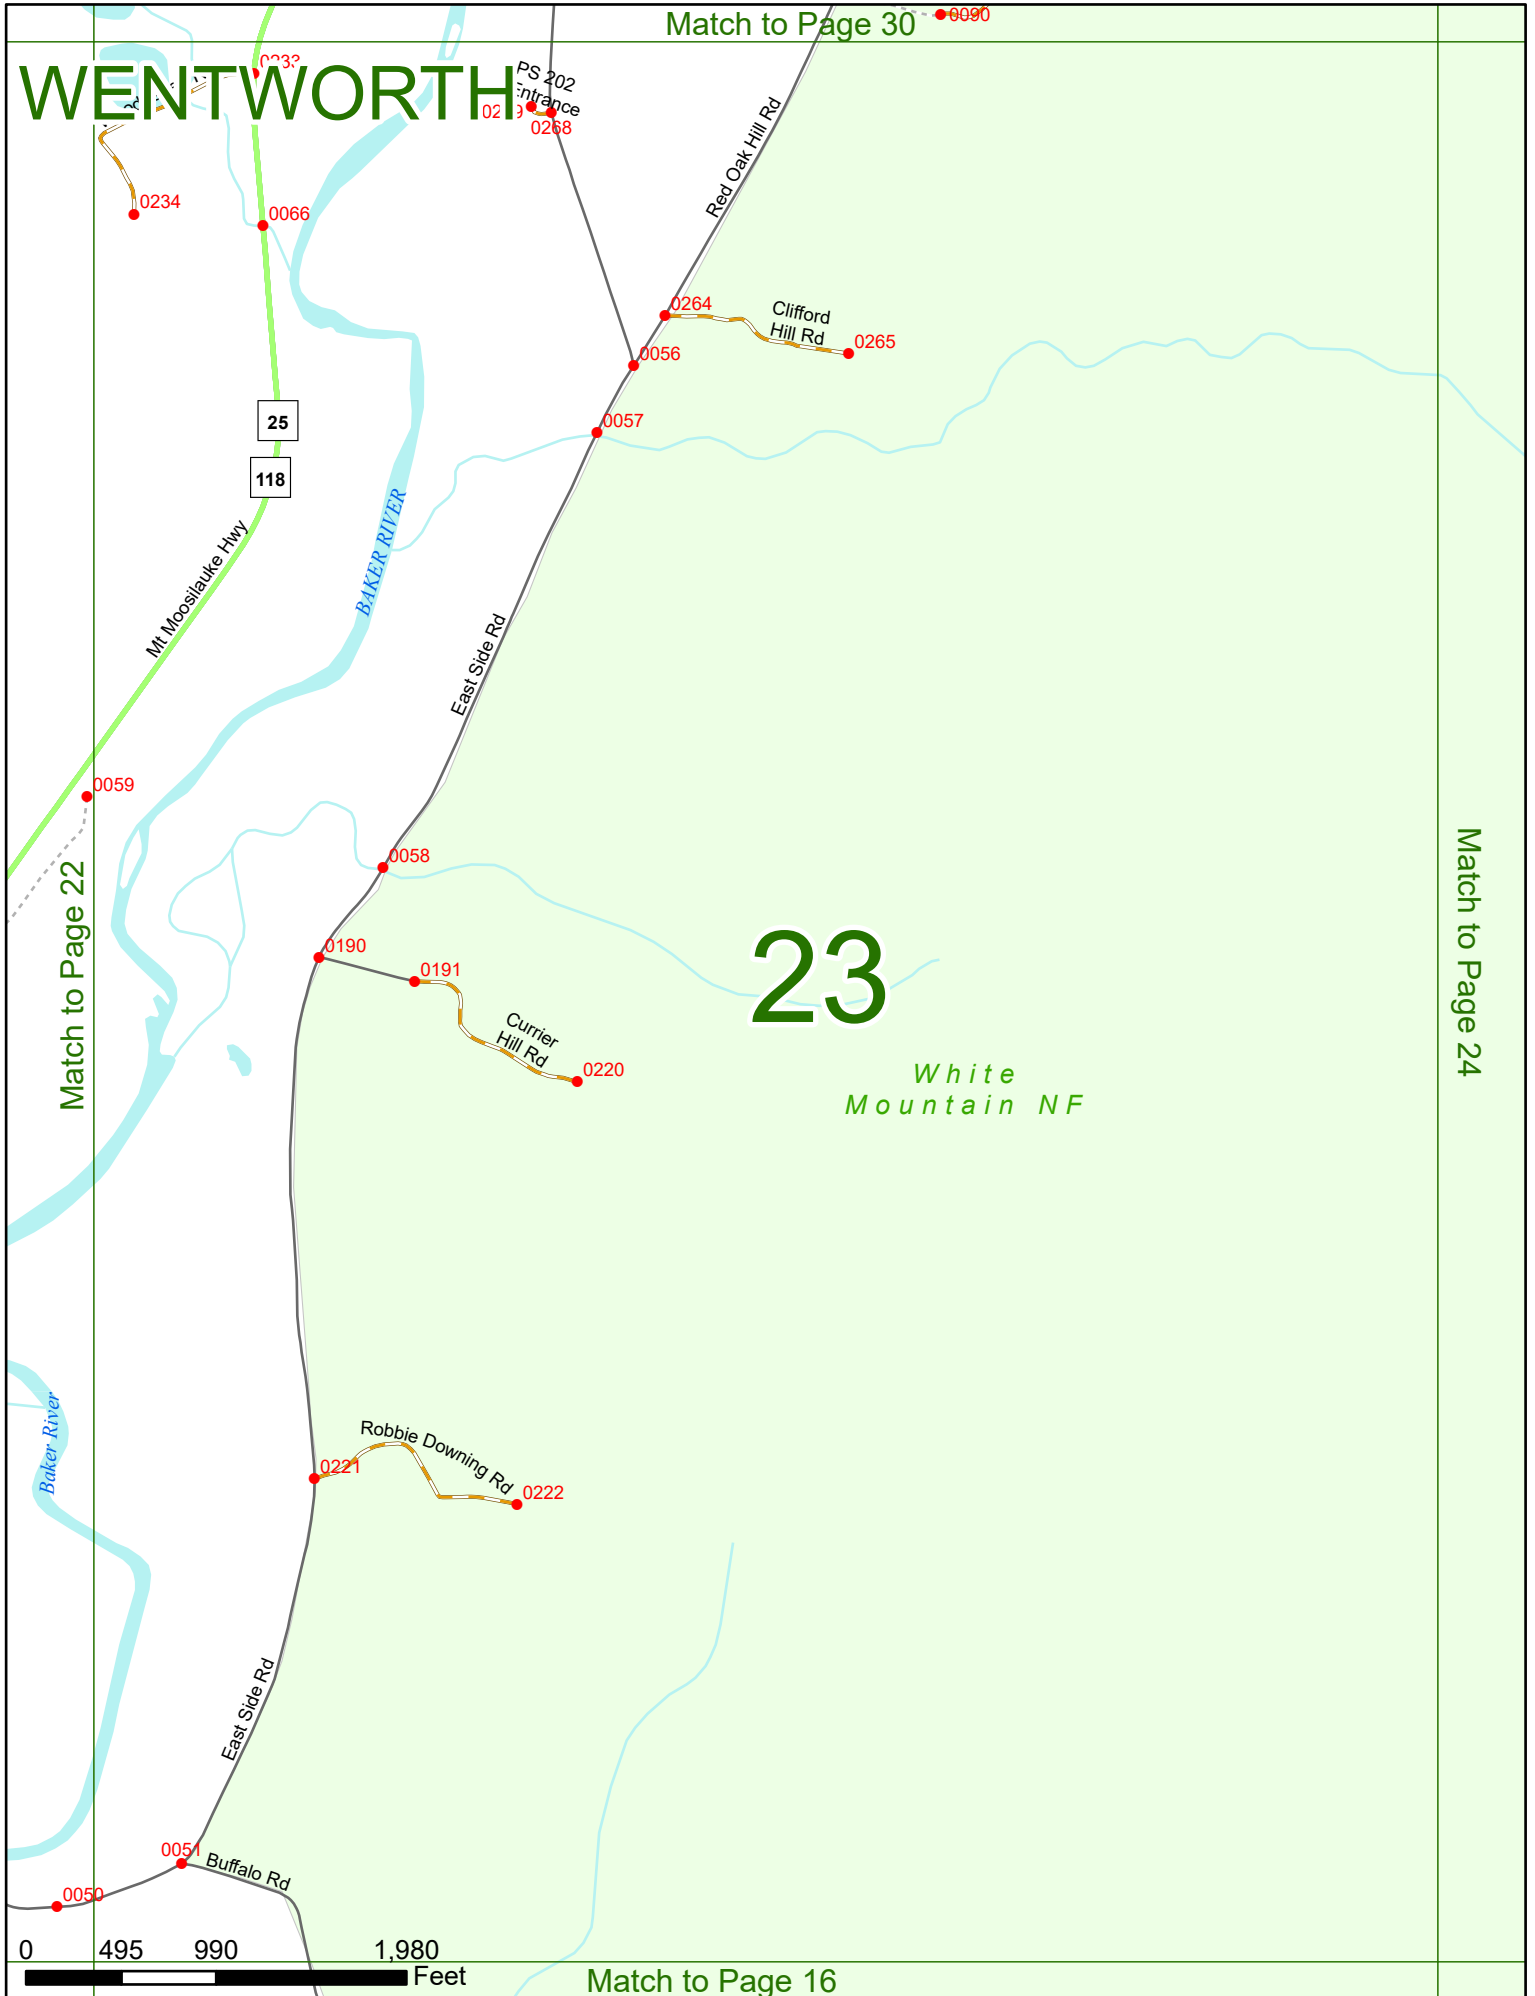 Match to Page 30
0090
WENTWORTH
0233
PS 202
Entrance
0268
Red Oak Hill Rd
0234
0066
0264
Clifford
Hill Rd
0265
0056
0057
25
118
BAKER RIVER
Mt Moosilauke Hwy
East Side Rd
0059
0058
Match to Page 22
Match to Page 24
0190
0191
23
Currier
Hill Rd
0220
White
Mountain NF
Baker River
Robbie Downing Rd
0221
0222
East Side Rd
0051
Buffalo Rd
0050
0 495 990 1,980
Feet
Match to Page 16